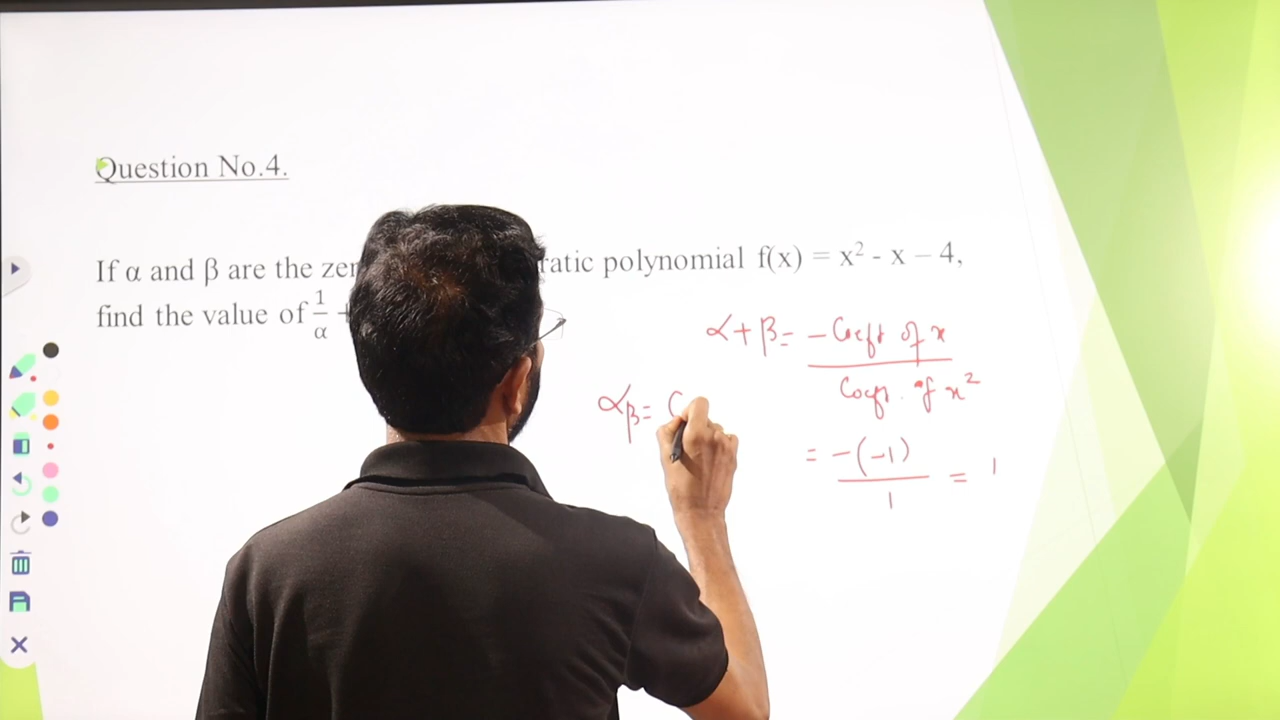 Question No.4.
If α and β are the zer ratic polynomial f(x) = x² - x – 4,
find the value of 1/α +
α + β = - Coeft of x / Coeft. of x²
αβ = C
= -(-1) / 1 = 1